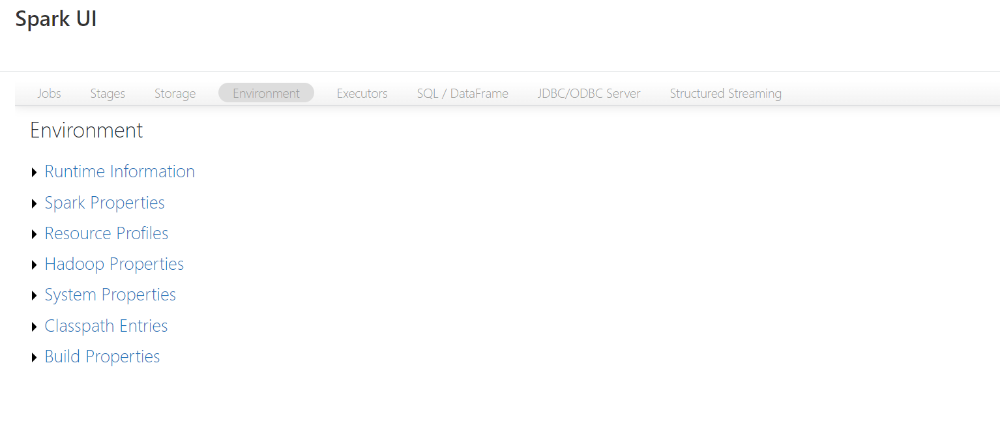 Spark UI
Jobs Stages Storage Environment Executors SQL / DataFrame JDBC/ODBC Server Structured Streaming
Environment
Runtime Information
Spark Properties
Resource Profiles
Hadoop Properties
System Properties
Classpath Entries
Build Properties